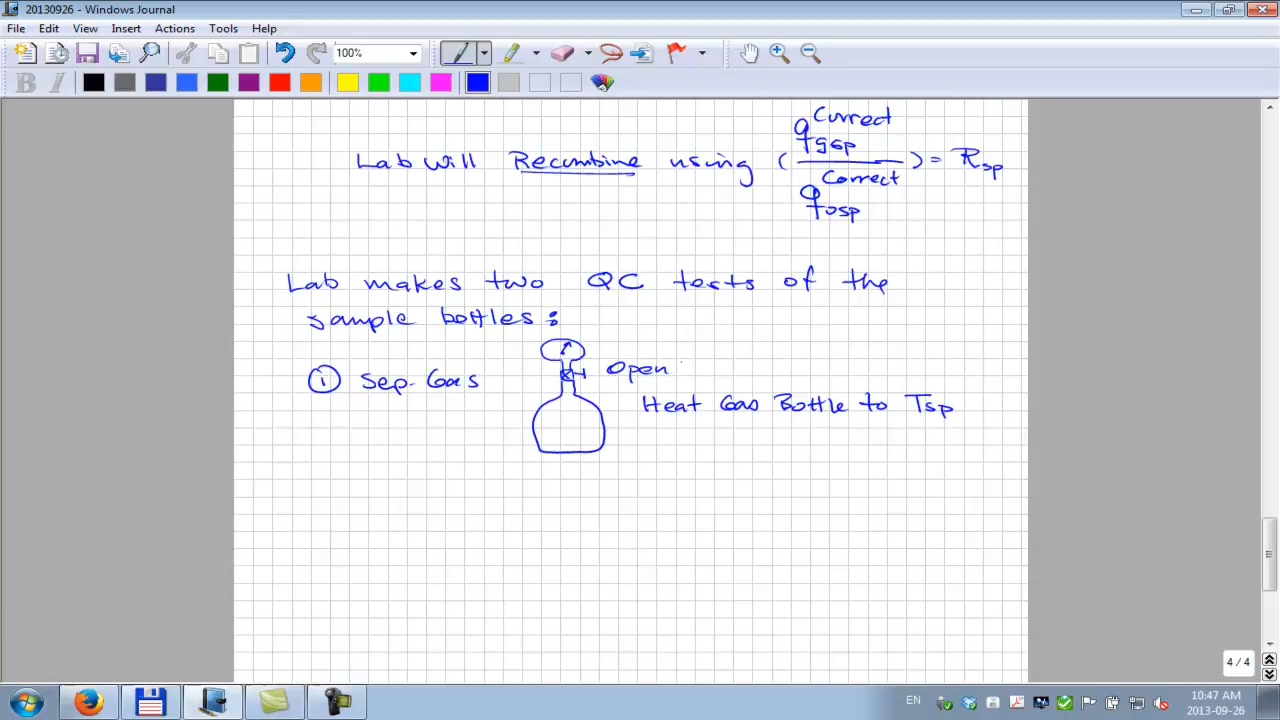 20130926 - Windows Journal
File Edit View Insert Actions Tools Help
100%
B I
Lab will Recombine using ( q gsp Correct / q osp Correct ) = Rsp
Lab makes two QC tests of the
sample bottles :
1 Sep. Gas
Open
Heat Gas Bottle to Tsp
4 / 4
EN
10:47 AM
2013-09-26